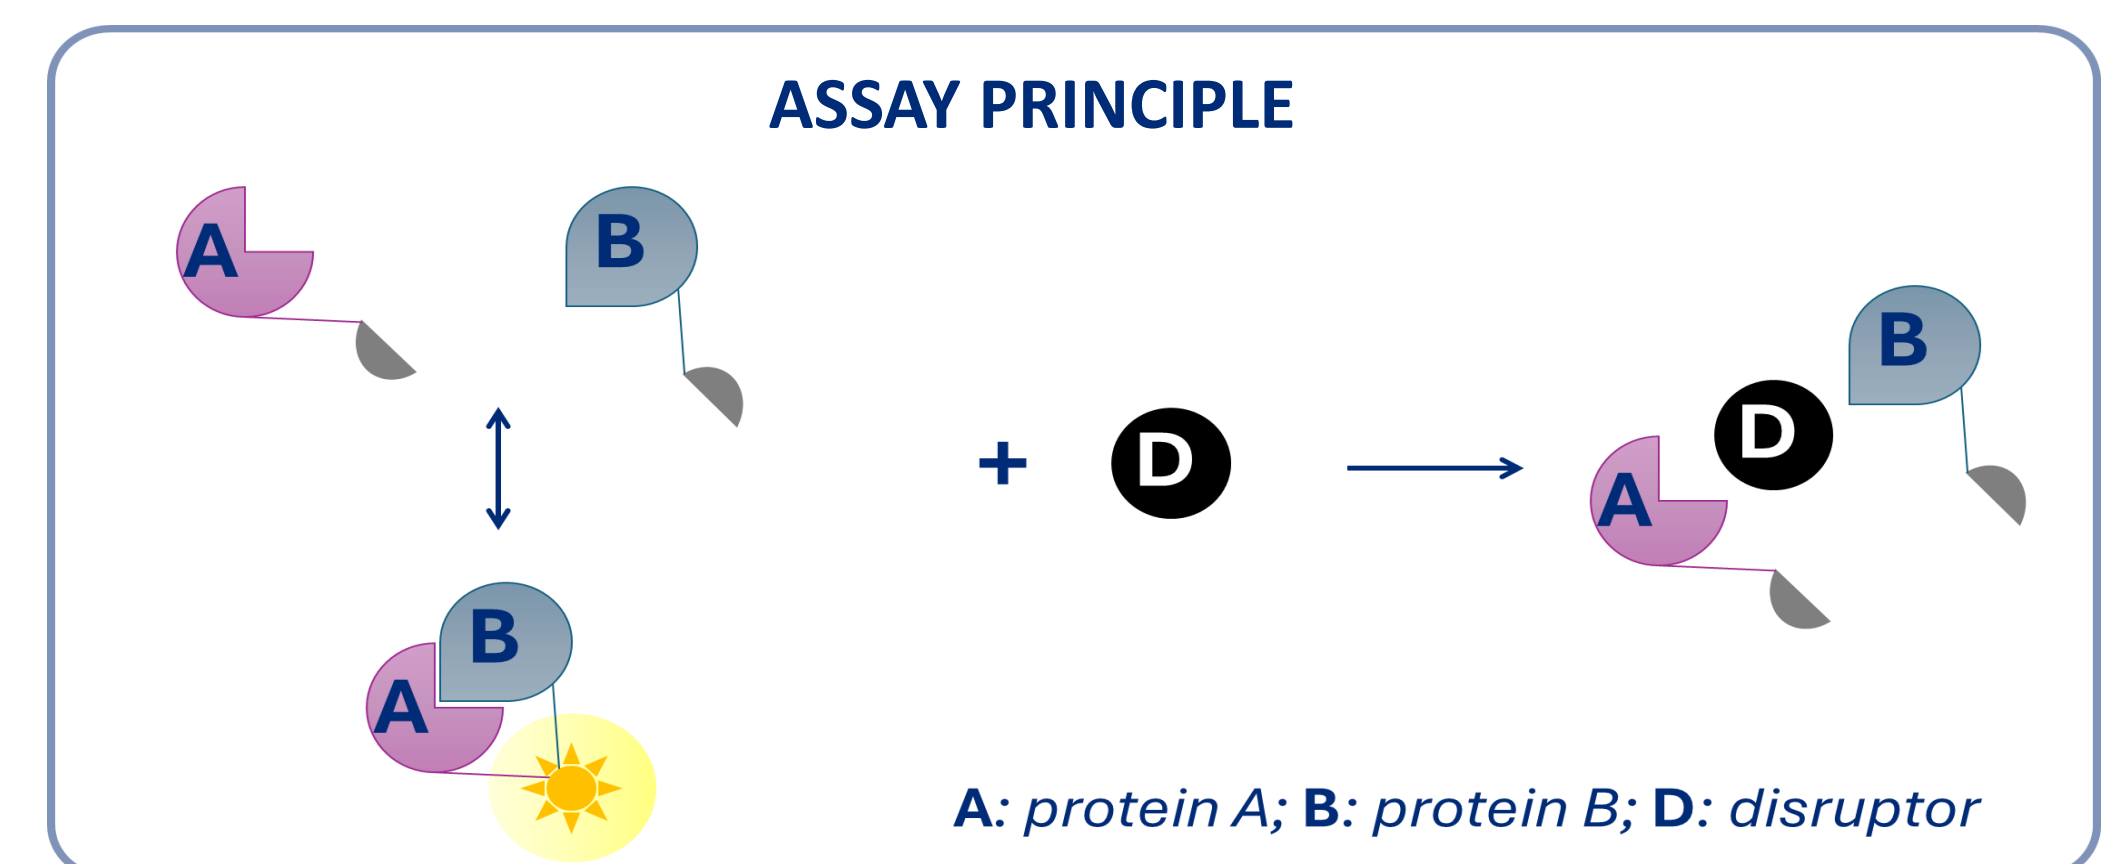 ASSAY PRINCIPLE
A
B
B
D
D
A
B
A
A: protein A; B: protein B; D: disruptor